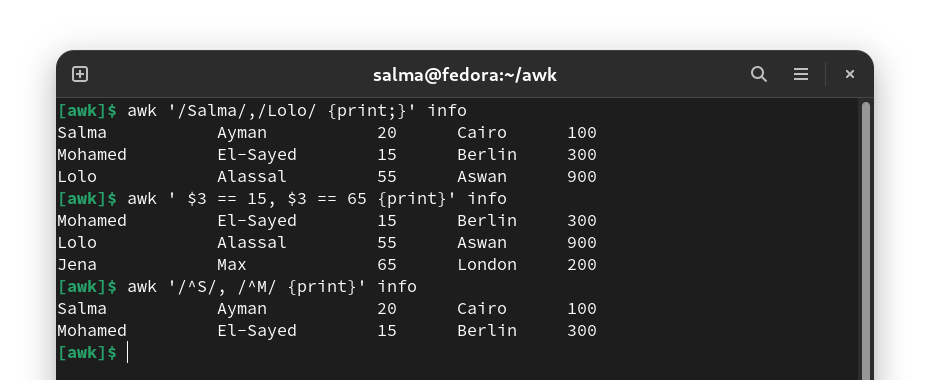 salma@fedora:~/awk
[awk]$ awk '/Salma/,/Lolo/ {print;}' info
Salma           Ayman           20      Cairo      100
Mohamed         El-Sayed        15      Berlin     300
Lolo            Alassal         55      Aswan      900
[awk]$ awk ' $3 == 15, $3 == 65 {print}' info
Mohamed         El-Sayed        15      Berlin     300
Lolo            Alassal         55      Aswan      900
Jena            Max             65      London     200
[awk]$ awk '/^S/, /^M/ {print}' info
Salma           Ayman           20      Cairo      100
Mohamed         El-Sayed        15      Berlin     300
[awk]$